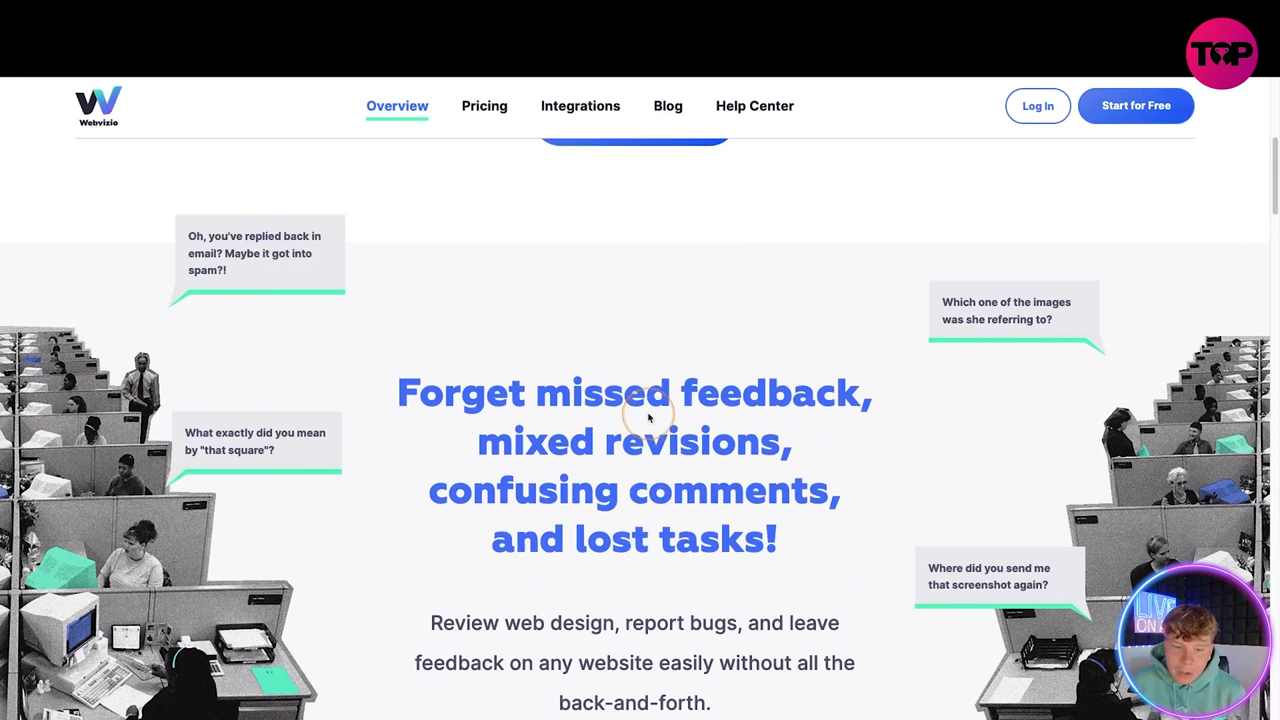 TOP
Webvizio
Overview
Pricing
Integrations
Blog
Help Center
Log In
Start for Free
Oh, you've replied back in
email? Maybe it got into
spam?!
Which one of the images
was she referring to?
Forget missed feedback,
mixed revisions,
confusing comments,
and lost tasks!
What exactly did you mean
by "that square"?
Where did you send me
that screenshot again?
Review web design, report bugs, and leave
feedback on any website easily without all the
back-and-forth.
LIVE
ON A